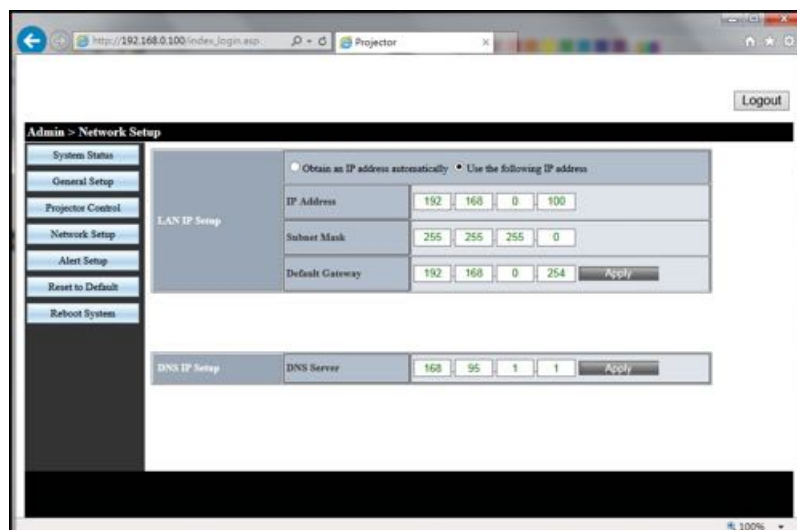 http://192.168.0.100/index_login.asp
Projector
Logout
Admin > Network Setup
System Status
General Setup
Projector Control
Network Setup
Alert Setup
Reset to Default
Reboot System
LAN IP Setup
Obtain an IP address automatically Use the following IP address
IP Address 192 . 168 . 0 . 100
Subnet Mask 255 . 255 . 255 . 0
Default Gateway 192 . 168 . 0 . 254 Apply
DNS IP Setup DNS Server 168 . 95 . 1 . 1 Apply
100%